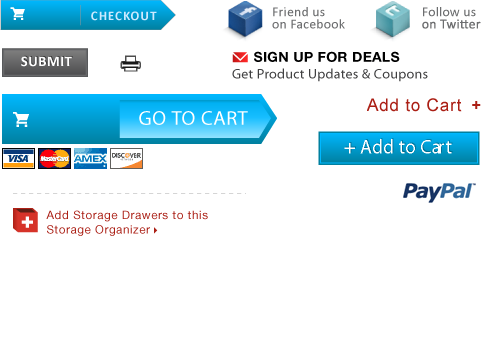 CHECKOUT
Friend us
on Facebook
Follow us
on Twitter
SUBMIT
SIGN UP FOR DEALS
Get Product Updates & Coupons
GO TO CART
Add to Cart +
+ Add to Cart
VISA MasterCard AMEX DISCOVER
PayPal
Add Storage Drawers to this
Storage Organizer